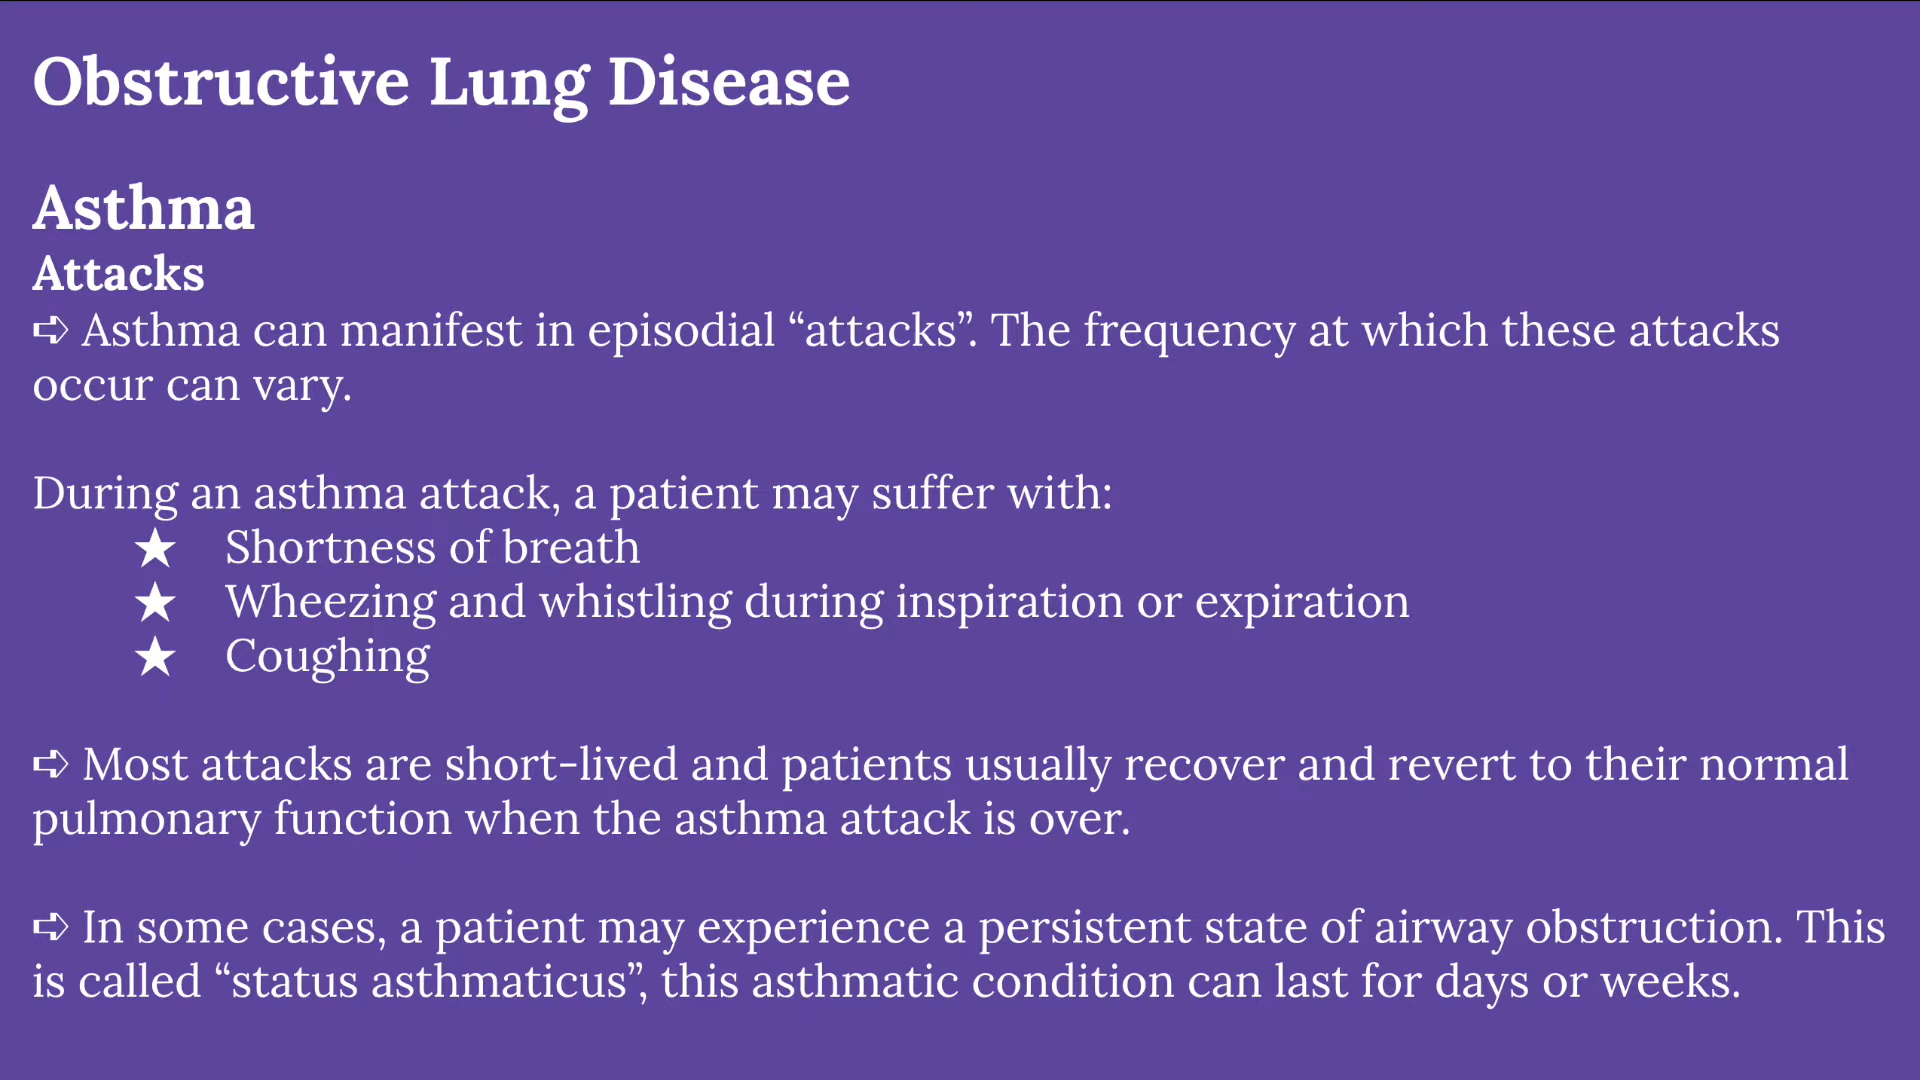 Obstructive Lung Disease
Asthma
Attacks
➪ Asthma can manifest in episodial “attacks”. The frequency at which these attacks
occur can vary.
During an asthma attack, a patient may suffer with:
★ Shortness of breath
★ Wheezing and whistling during inspiration or expiration
★ Coughing
➪ Most attacks are short-lived and patients usually recover and revert to their normal
pulmonary function when the asthma attack is over.
➪ In some cases, a patient may experience a persistent state of airway obstruction. This
is called “status asthmaticus”, this asthmatic condition can last for days or weeks.